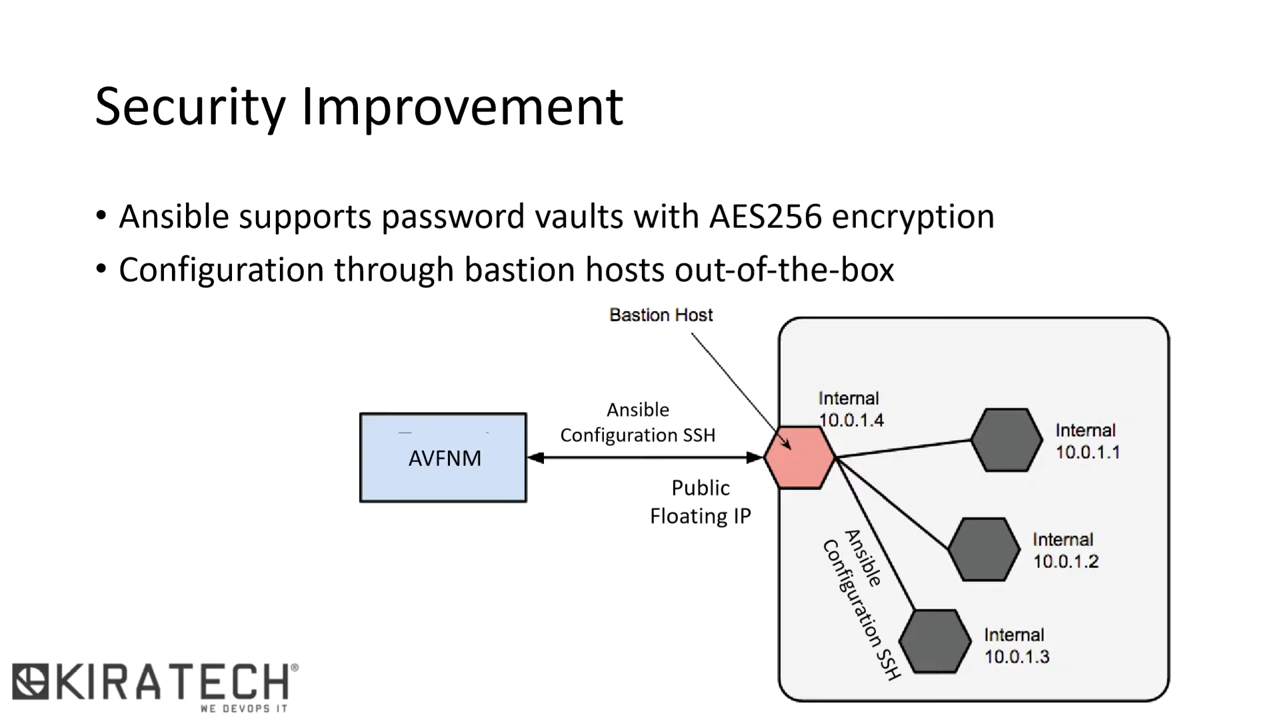 Security Improvement
• Ansible supports password vaults with AES256 encryption
• Configuration through bastion hosts out-of-the-box
Bastion Host
Internal
10.0.1.4
Ansible
Configuration SSH
AVFNM
Public
Floating IP
Internal
10.0.1.1
Internal
10.0.1.2
Ansible
Configuration SSH
Internal
10.0.1.3
KIRATECH®
WE DEVOPS IT